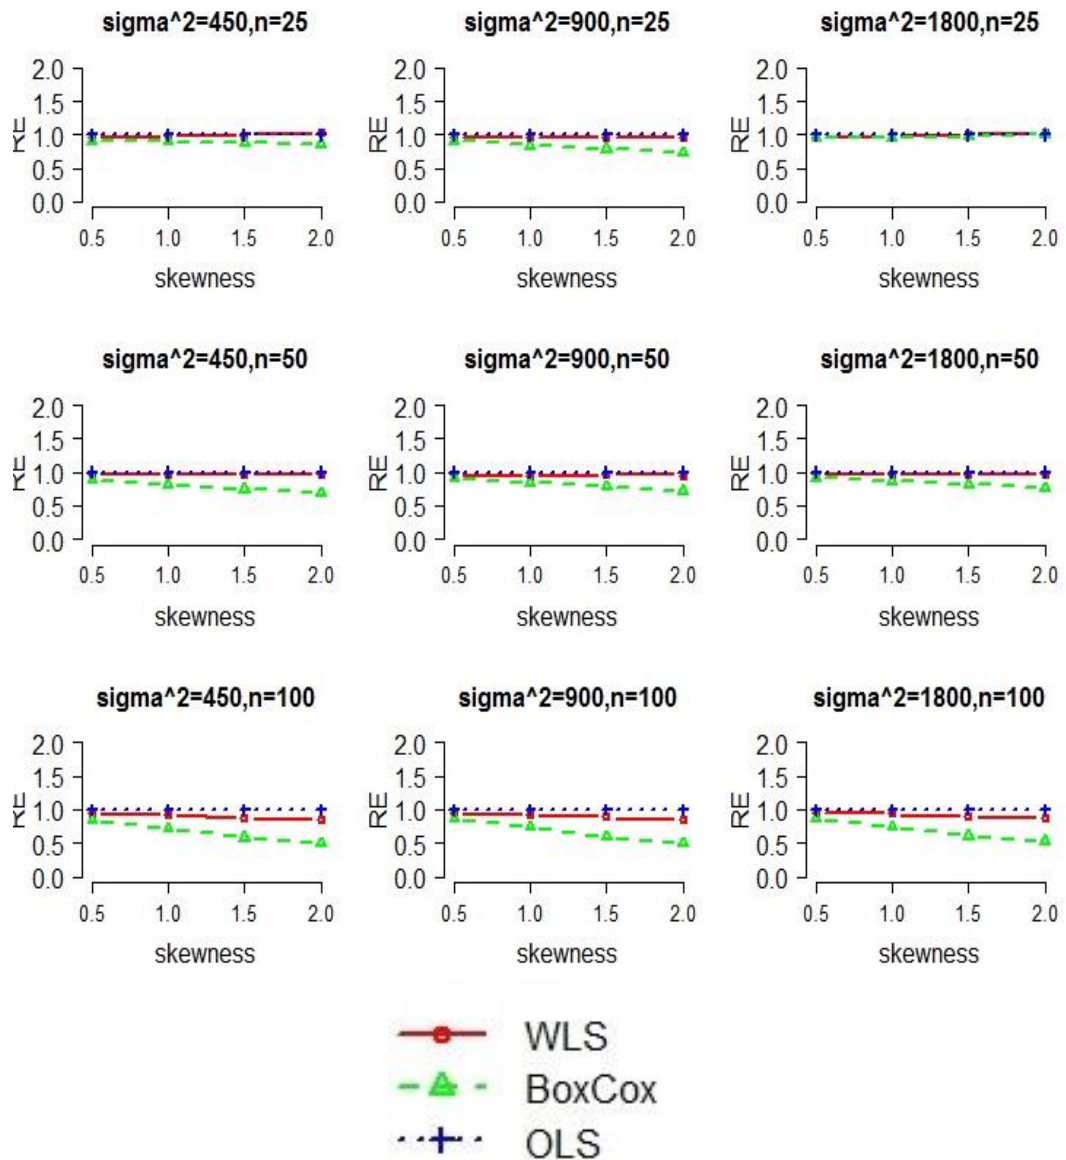 sigma^2=450,n=25 sigma^2=900,n=25 sigma^2=1800,n=25
2.0 2.0 2.0
1.5 1.5 1.5
RE 1.0 RE 1.0 RE 1.0
0.5 0.5 0.5
0.0 0.0 0.0
0.5 1.0 1.5 2.0 0.5 1.0 1.5 2.0 0.5 1.0 1.5 2.0
skewness skewness skewness
sigma^2=450,n=50 sigma^2=900,n=50 sigma^2=1800,n=50
2.0 2.0 2.0
1.5 1.5 1.5
RE 1.0 RE 1.0 RE 1.0
0.5 0.5 0.5
0.0 0.0 0.0
0.5 1.0 1.5 2.0 0.5 1.0 1.5 2.0 0.5 1.0 1.5 2.0
skewness skewness skewness
sigma^2=450,n=100 sigma^2=900,n=100 sigma^2=1800,n=100
2.0 2.0 2.0
1.5 1.5 1.5
RE 1.0 RE 1.0 RE 1.0
0.5 0.5 0.5
0.0 0.0 0.0
0.5 1.0 1.5 2.0 0.5 1.0 1.5 2.0 0.5 1.0 1.5 2.0
skewness skewness skewness
WLS
BoxCox
OLS